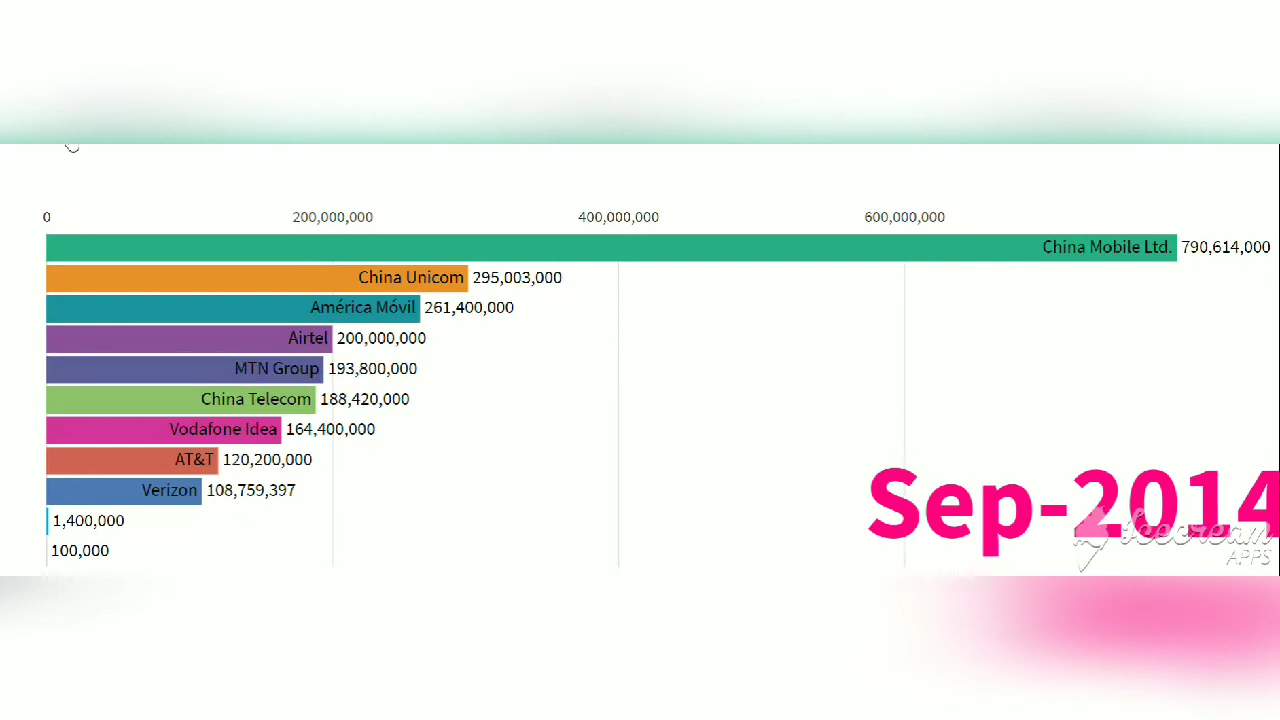 0 200,000,000 400,000,000 600,000,000
China Mobile Ltd. 790,614,000
China Unicom 295,003,000
América Móvil 261,400,000
Airtel 200,000,000
MTN Group 193,800,000
China Telecom 188,420,000
Vodafone Idea 164,400,000
AT&T 120,200,000
Verizon 108,759,397
1,400,000
100,000
Sep-2014
Icecream
APPS